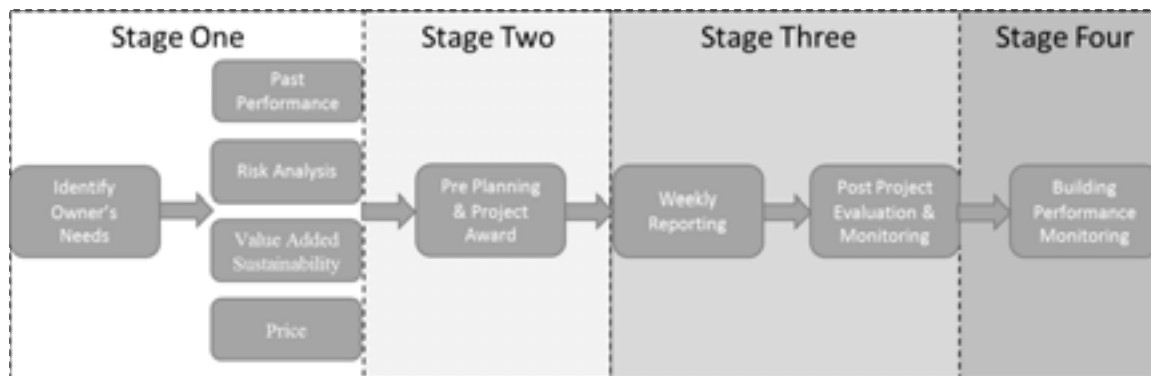 Stage One
Stage Two
Stage Three
Stage Four
Past
Performance
Risk Analysis
Value Added
Sustainability
Price
Identify
Owner's
Needs
Pre Planning
& Project
Award
Weekly
Reporting
Post Project
Evaluation &
Monitoring
Building
Performance
Monitoring